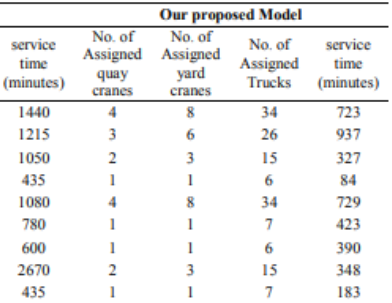 Our proposed Model
service time (minutes) No. of Assigned quay cranes No. of Assigned yard cranes No. of Assigned Trucks service time (minutes)
1440 4 8 34 723
1215 3 6 26 937
1050 2 3 15 327
435 1 1 6 84
1080 4 8 34 729
780 1 1 7 423
600 1 1 6 390
2670 2 3 15 348
435 1 1 7 183